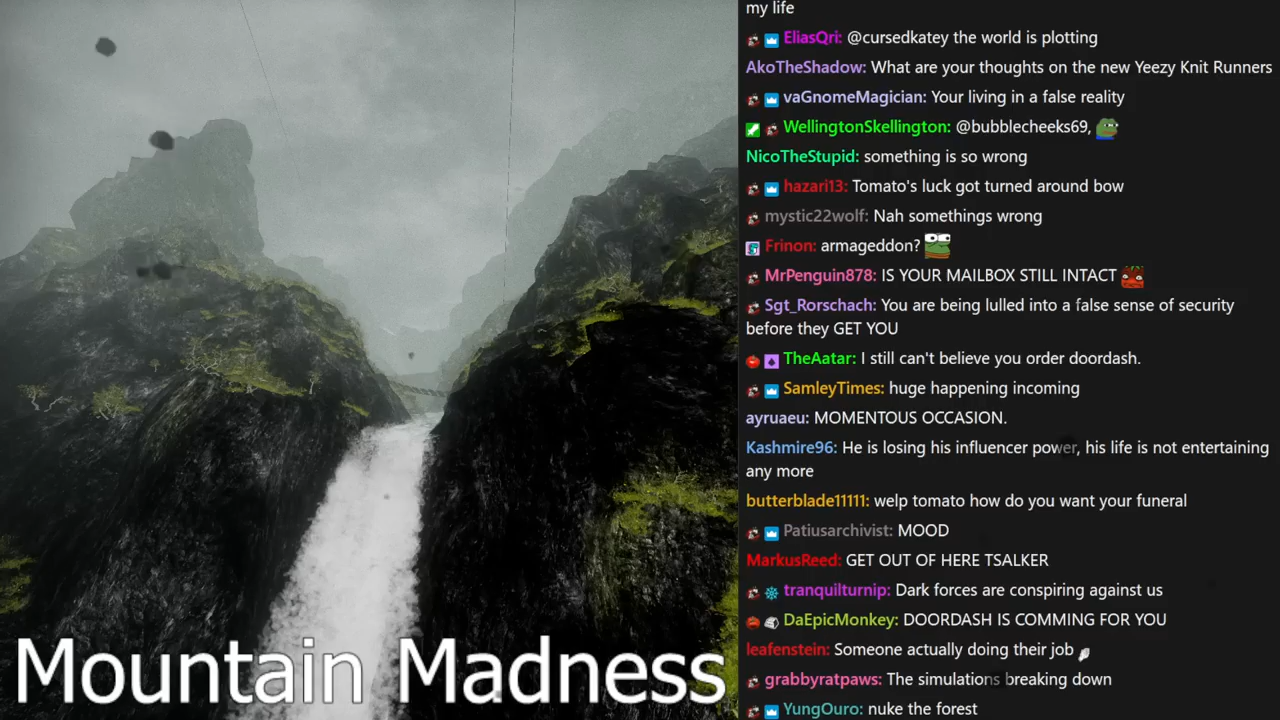 my life
EliasQri: @cursedkatey the world is plotting
AkoTheShadow: What are your thoughts on the new Yeezy Knit Runners
vaGnomeMagician: Your living in a false reality
WellingtonSkellington: @bubblecheeks69,
NicoTheStupid: something is so wrong
hazari13: Tomato's luck got turned around bow
mystic22wolf: Nah somethings wrong
Frinon: armageddon?
MrPenguin878: IS YOUR MAILBOX STILL INTACT
Sgt_Rorschach: You are being lulled into a false sense of security
before they GET YOU
TheAatar: I still can't believe you order doordash.
SamleyTimes: huge happening incoming
ayruaeu: MOMENTOUS OCCASION.
Kashmire96: He is losing his influencer power, his life is not entertaining
any more
butterblade11111: welp tomato how do you want your funeral
Patiusarchivist: MOOD
MarkusReed: GET OUT OF HERE TSALKER
tranquilturnip: Dark forces are conspiring against us
DaEpicMonkey: DOORDASH IS COMMING FOR YOU
leafenstein: Someone actually doing their job
grabbyratpaws: The simulations breaking down
YungOuro: nuke the forest
Mountain Madness